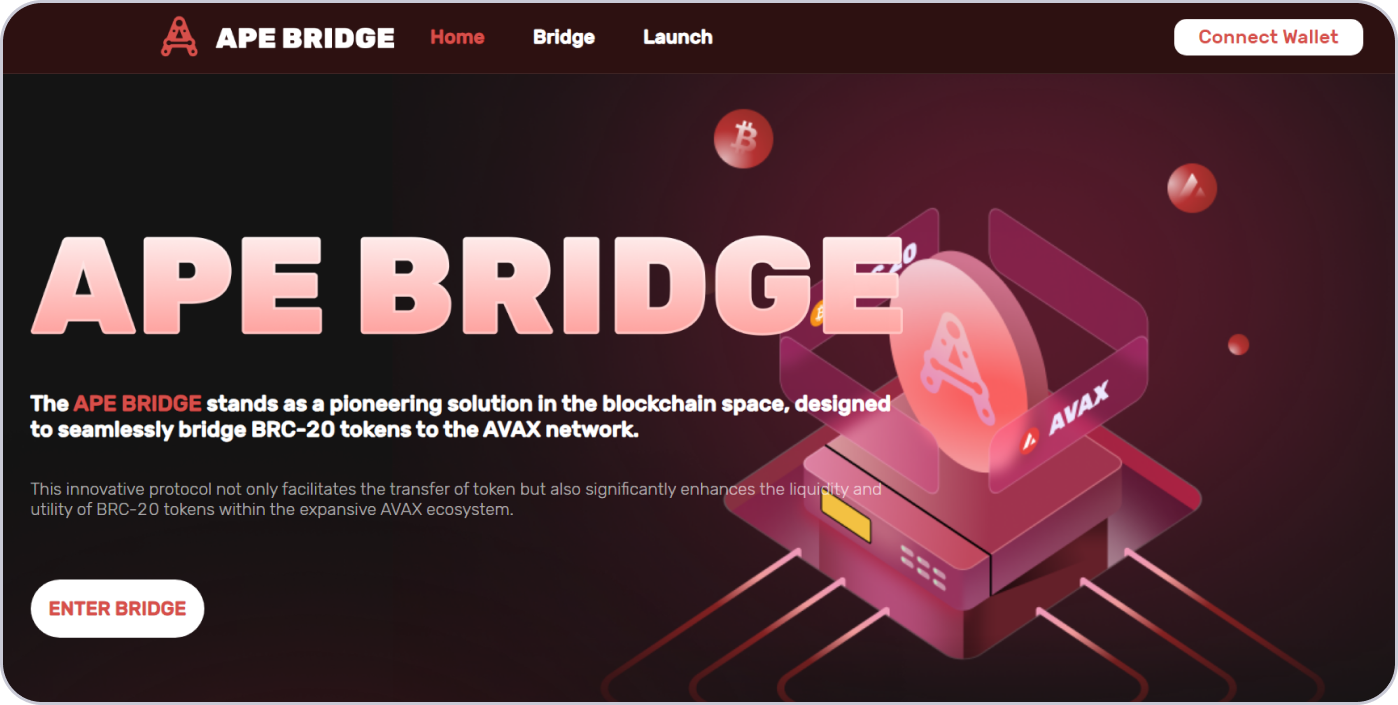 APE BRIDGE
Home
Bridge
Launch
Connect Wallet
APE BRIDGE
The APE BRIDGE stands as a pioneering solution in the blockchain space, designed
to seamlessly bridge BRC-20 tokens to the AVAX network.
This innovative protocol not only facilitates the transfer of token but also significantly enhances the liquidity and
utility of BRC-20 tokens within the expansive AVAX ecosystem.
ENTER BRIDGE
AVAX